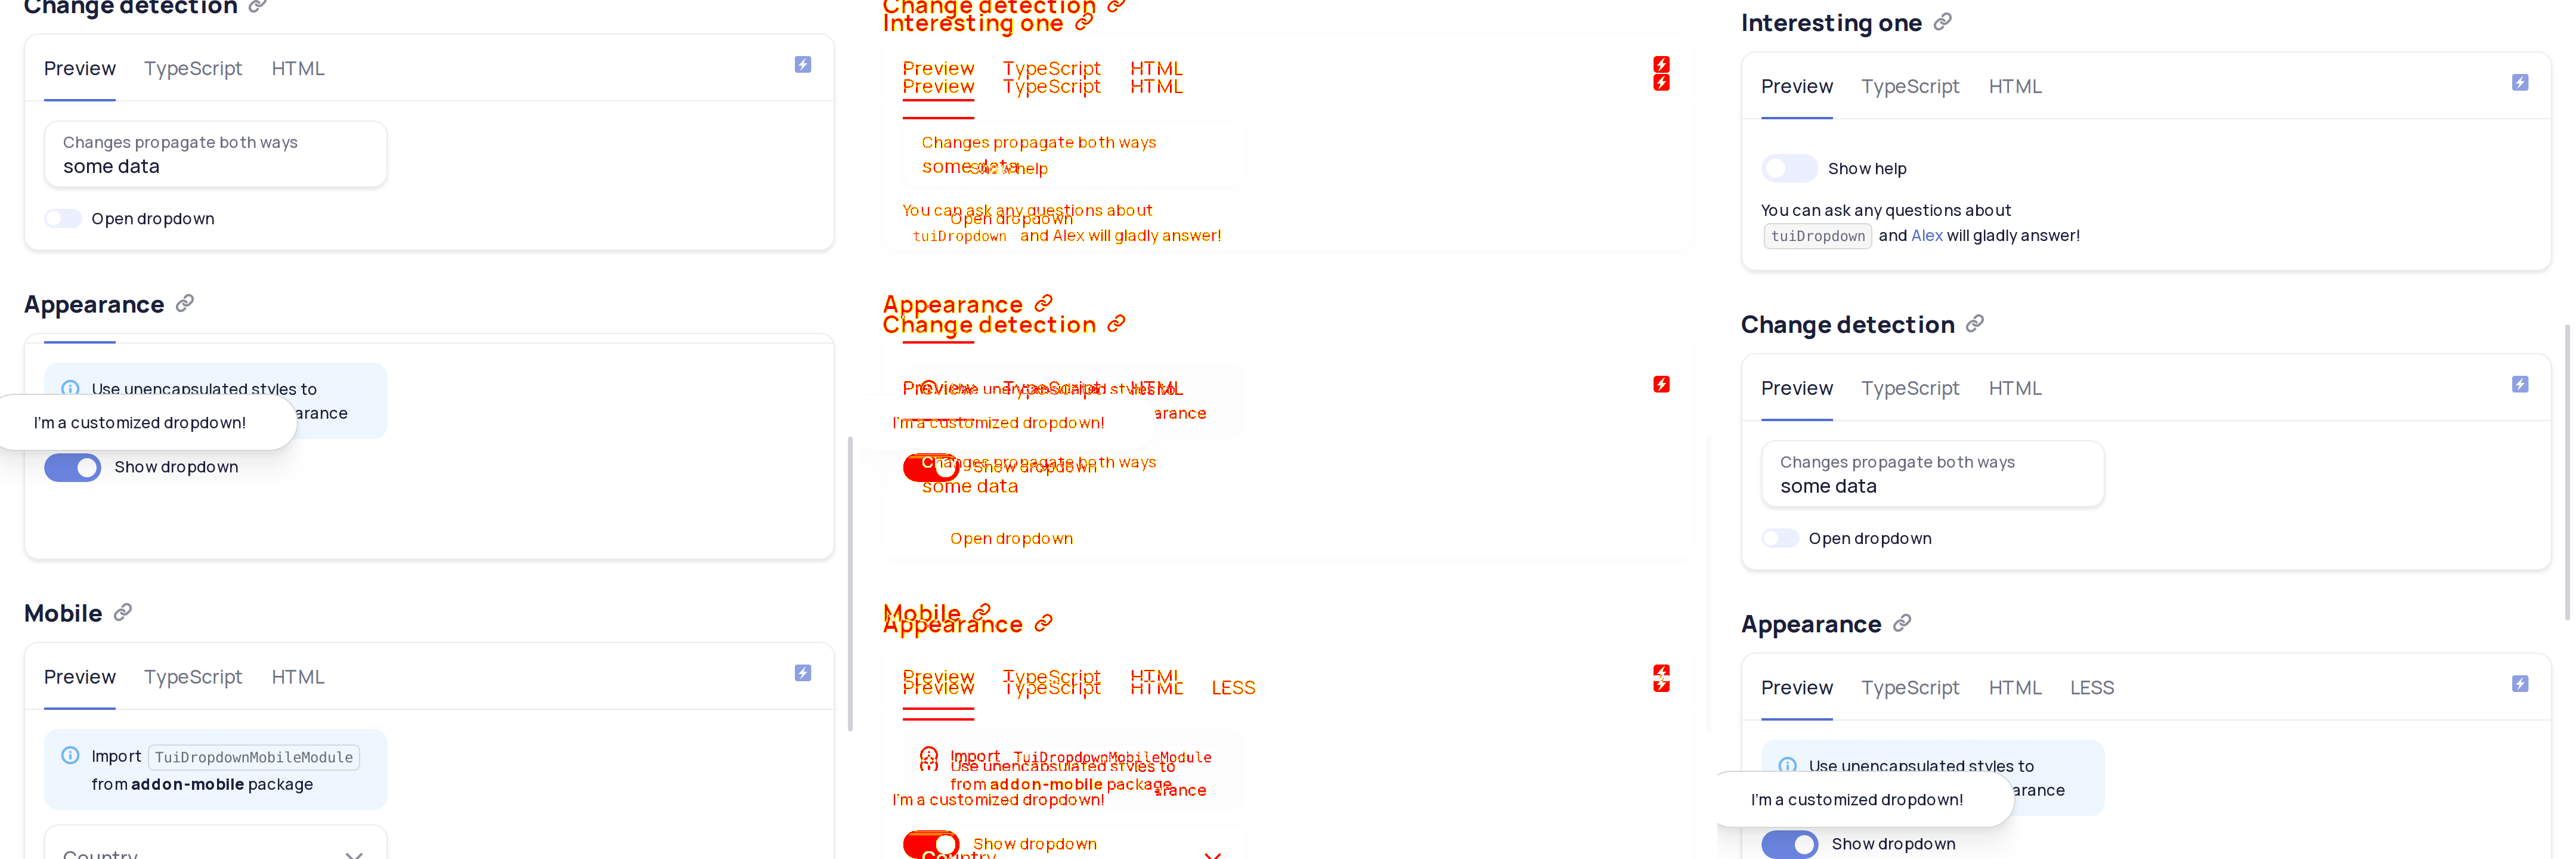 Change detection
Preview TypeScript HTML
Changes propagate both ways
some data
Open dropdown
Appearance
Use unencapsulated styles to
arance
I'm a customized dropdown!
Show dropdown
Mobile
Preview TypeScript HTML
Import TuiDropdownMobileModule
from addon-mobile package
Country
Change detection
Interesting one
Preview TypeScript HTML
Preview TypeScript HTML
Changes propagate both ways
some data
Show help
You can ask any questions about
Open dropdown
tuiDropdown and Alex will gladly answer!
Appearance
Change detection
Preview TypeScript HTML
Use unencapsulated styles to
arance
I'm a customized dropdown!
Changes propagate both ways
Show dropdown
some data
Open dropdown
Mobile
Appearance
Preview TypeScript HTML
Preview TypeScript HTML LESS
Import TuiDropdownMobileModule
Use unencapsulated styles to
from addon-mobile package
arance
I'm a customized dropdown!
Show dropdown
Country
Interesting one
Preview TypeScript HTML
Show help
You can ask any questions about
tuiDropdown and Alex will gladly answer!
Change detection
Preview TypeScript HTML
Changes propagate both ways
some data
Open dropdown
Appearance
Preview TypeScript HTML LESS
Use unencapsulated styles to
arance
I'm a customized dropdown!
Show dropdown